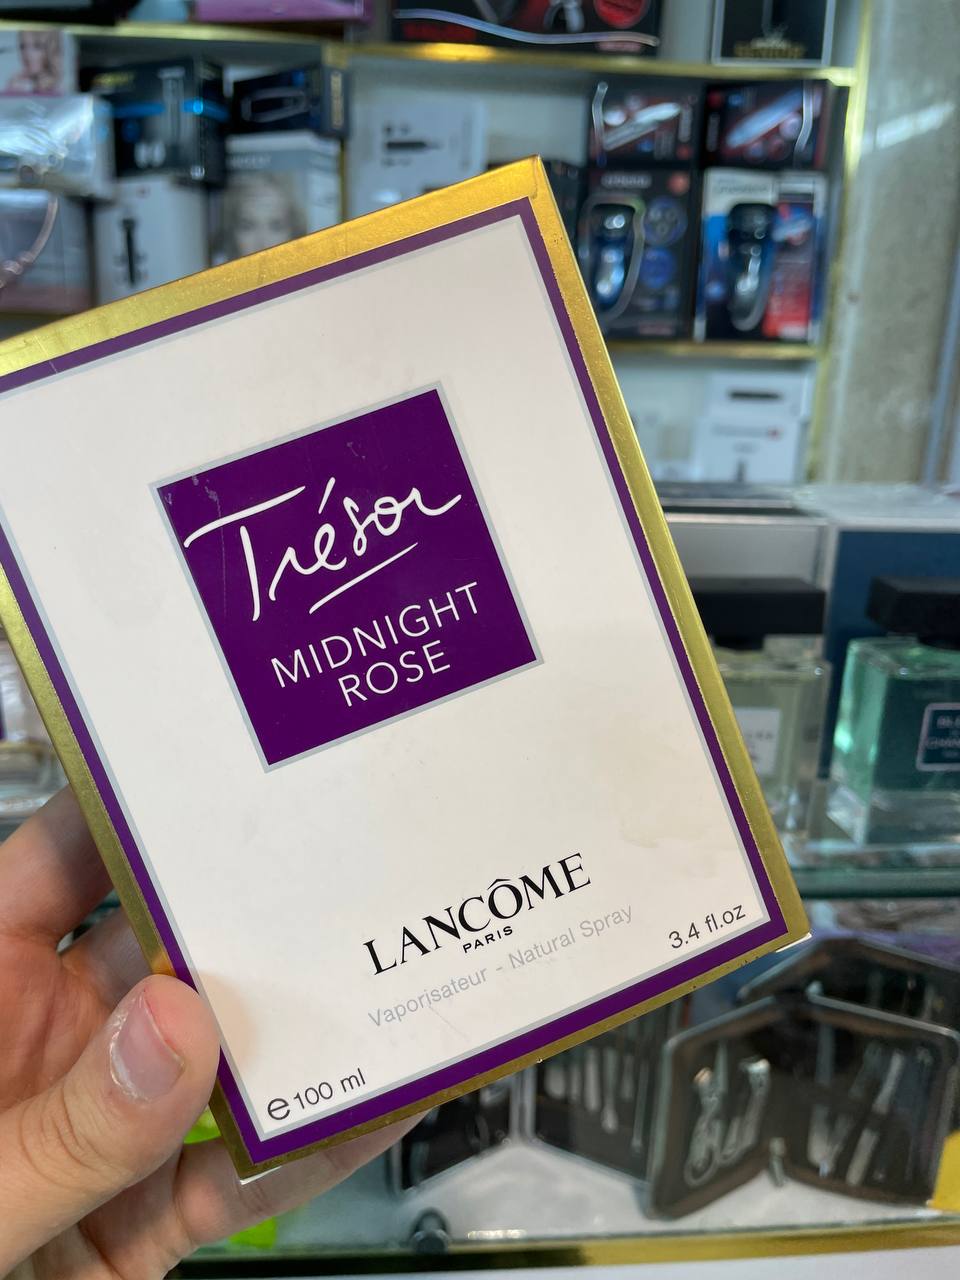 Trésor
MIDNIGHT
ROSE
LANCÔME
PARIS
Vaporisateur - Natural Spray
3.4 fl.oz
e 100 ml